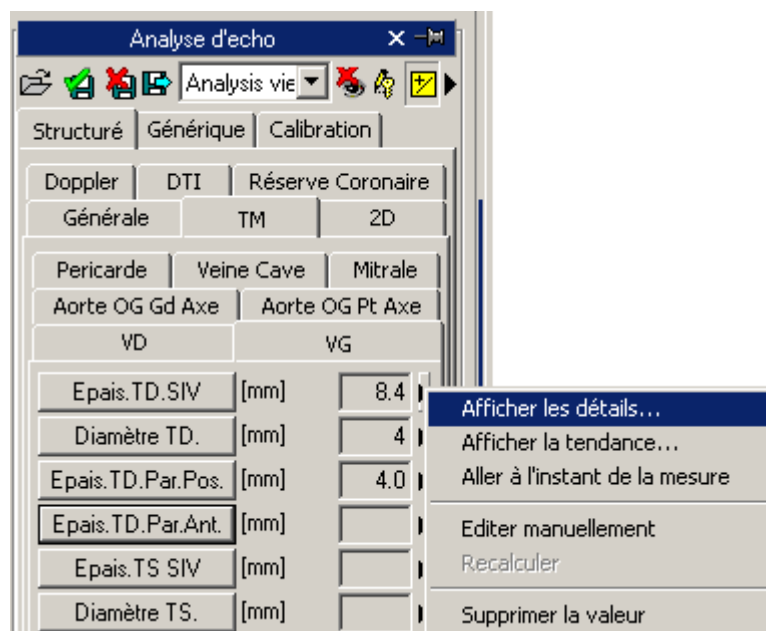 Analyse d'echo
Analysis vie
Structuré Générique Calibration
Doppler DTI Réserve Coronaire
Générale TM 2D
Pericarde Veine Cave Mitrale
Aorte OG Gd Axe Aorte OG Pt Axe
VD VG
Epais.TD.SIV [mm] 8.4
Diamètre TD. [mm] 4
Epais.TD.Par.Pos. [mm] 4.0
Epais.TD.Par.Ant. [mm]
Epais.TS SIV [mm]
Diamètre TS. [mm]
Afficher les détails...
Afficher la tendance...
Aller à l'instant de la mesure
Editer manuellement
Recalculer
Supprimer la valeur